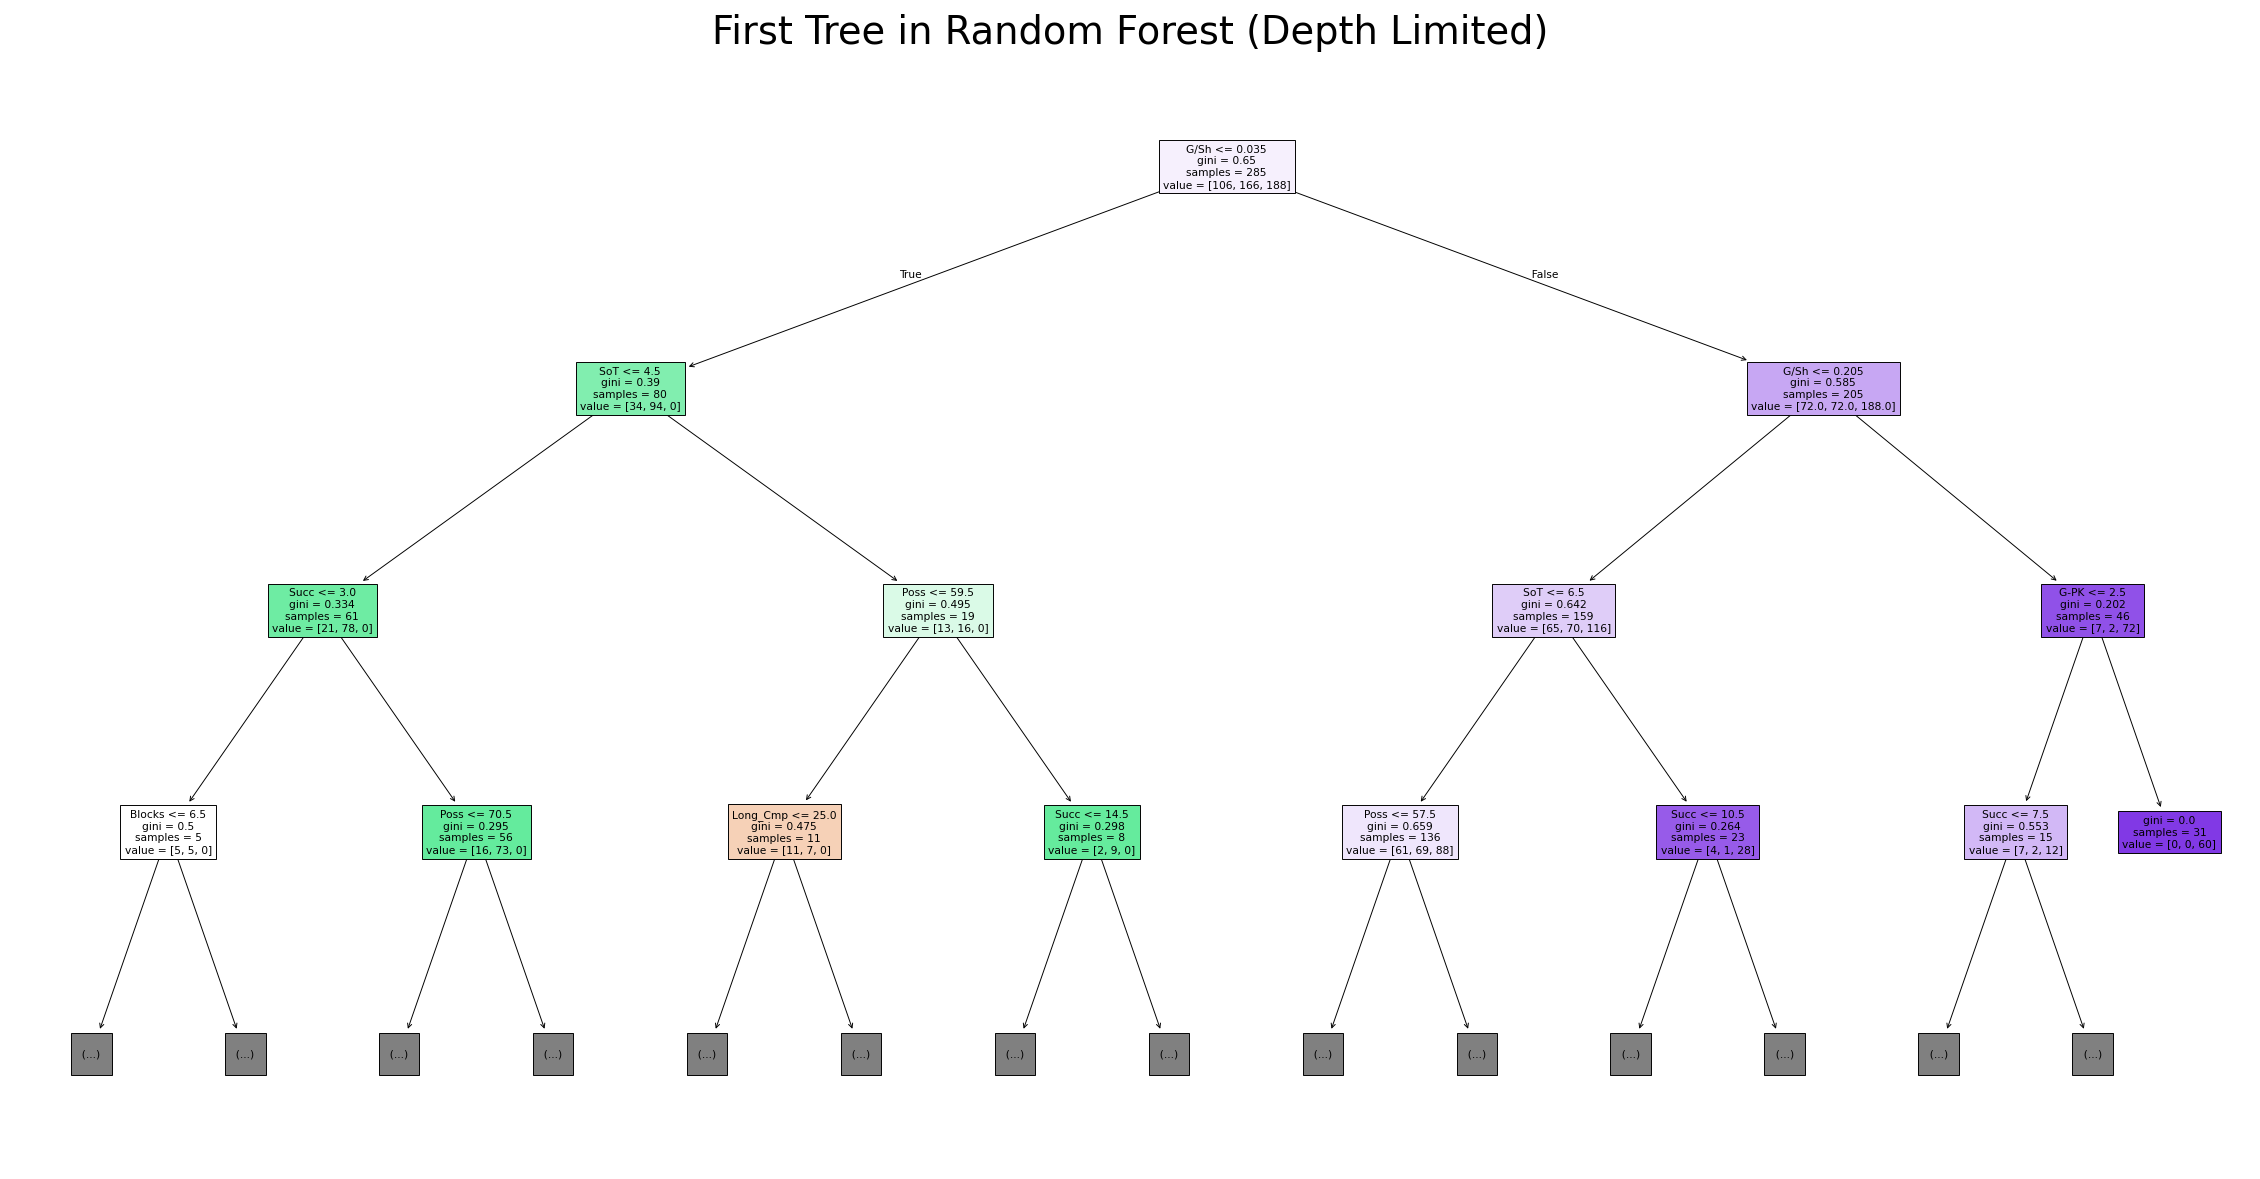 First Tree in Random Forest (Depth Limited)
G/Sh <= 0.035
gini = 0.65
samples = 285
value = [106, 166, 188]
True
False
SoT <= 4.5
gini = 0.39
samples = 80
value = [34, 94, 0]
G/Sh <= 0.205
gini = 0.585
samples = 205
value = [72.0, 72.0, 188.0]
Succ <= 3.0
gini = 0.334
samples = 61
value = [21, 78, 0]
Poss <= 59.5
gini = 0.495
samples = 19
value = [13, 16, 0]
SoT <= 6.5
gini = 0.642
samples = 159
value = [65, 70, 116]
G-PK <= 2.5
gini = 0.202
samples = 46
value = [7, 2, 72]
Blocks <= 6.5
gini = 0.5
samples = 5
value = [5, 5, 0]
Poss <= 70.5
gini = 0.295
samples = 56
value = [16, 73, 0]
Long_Cmp <= 25.0
gini = 0.475
samples = 11
value = [11, 7, 0]
Succ <= 14.5
gini = 0.298
samples = 8
value = [2, 9, 0]
Poss <= 57.5
gini = 0.659
samples = 136
value = [61, 69, 88]
Succ <= 10.5
gini = 0.264
samples = 23
value = [4, 1, 28]
Succ <= 7.5
gini = 0.553
samples = 15
value = [7, 2, 12]
gini = 0.0
samples = 31
value = [0, 0, 60]
(...)
(...)
(...)
(...)
(...)
(...)
(...)
(...)
(...)
(...)
(...)
(...)
(...)
(...)